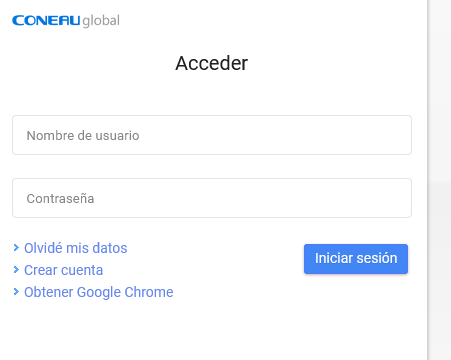 CONEAU global
Acceder
Nombre de usuario
Contraseña
Olvidé mis datos
Crear cuenta
Obtener Google Chrome
Iniciar sesión